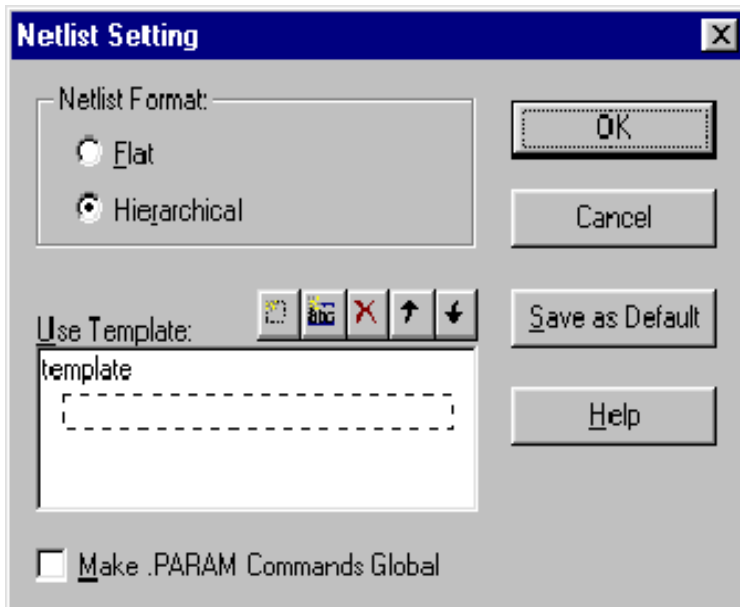 Netlist Setting
Netlist Format:
Flat
Hierarchical
OK
Cancel
Use Template:
abc
Save as Default
template
Help
Make .PARAM Commands Global